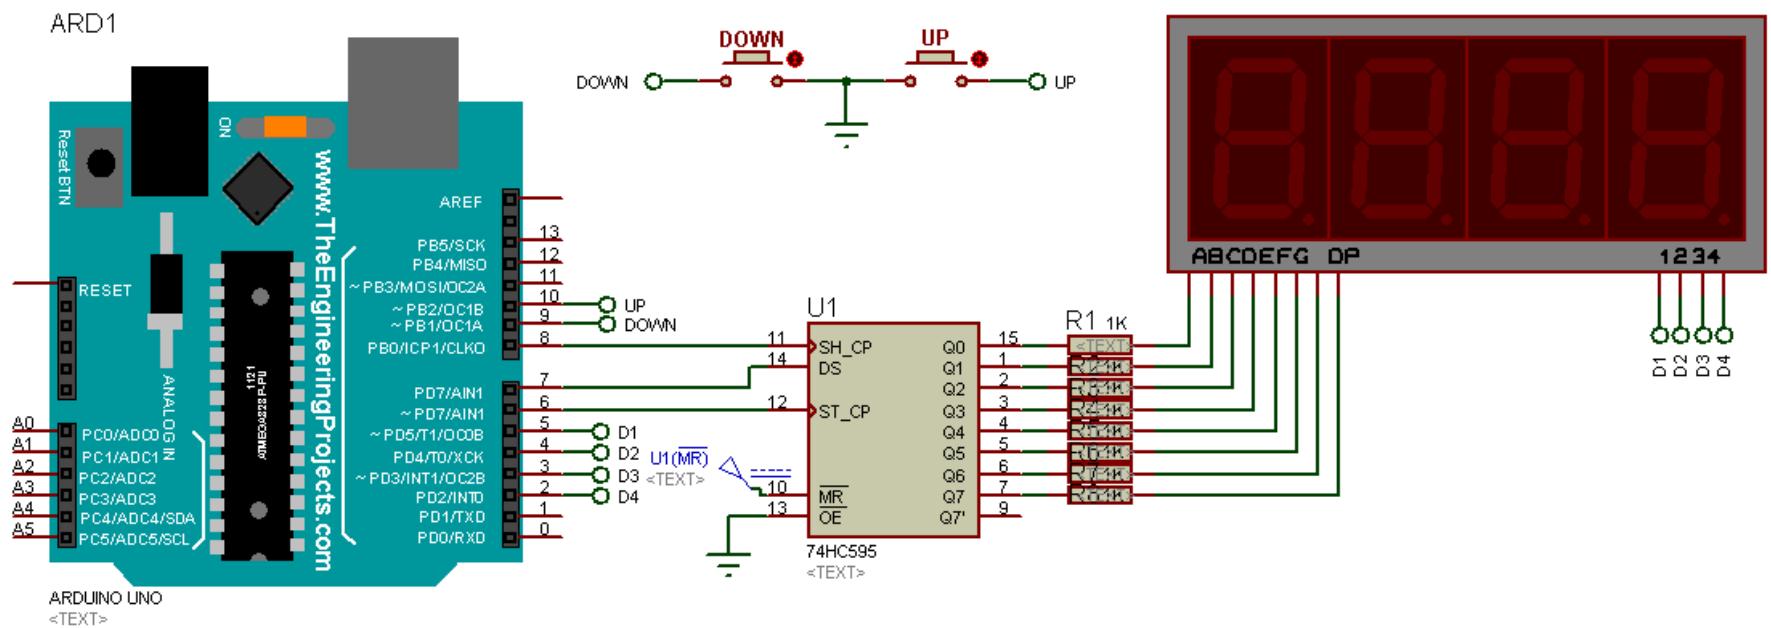 ARD1
Reset BTN
ON
www.TheEngineeringProjects.com
RESET
ANALOG IN
1121
ATMEGA328P-PU
AREF
PB5/SCK
13
PB4/MISO
12
~PB3/MOSI/OC2A
11
~PB2/OC1B
10
~PB1/OC1A
9
PB0/ICP1/CLKO
8
PD7/AIN1
7
~PD7/AIN1
6
~PD5/T1/OC0B
5
PD4/T0/XCK
4
~PD3/INT1/OC2B
3
PD2/INT0
2
PD1/TXD
1
PD0/RXD
0
A0
PC0/ADC0
A1
PC1/ADC1
A2
PC2/ADC2
A3
PC3/ADC3
A4
PC4/ADC4/SDA
A5
PC5/ADC5/SCL
ARDUINO UNO
<TEXT>
UP
DOWN
D1
D2
D3
D4
DOWN
UP
DOWN
UP
U1(MR)
<TEXT>
U1
11
SH_CP
14
DS
12
ST_CP
10
MR
13
OE
Q0
15
Q1
1
Q2
2
Q3
3
Q4
4
Q5
5
Q6
6
Q7
7
Q7'
9
74HC595
<TEXT>
R1 1K
<TEXT>
ABCDEFG DP
1234
D1
D2
D3
D4